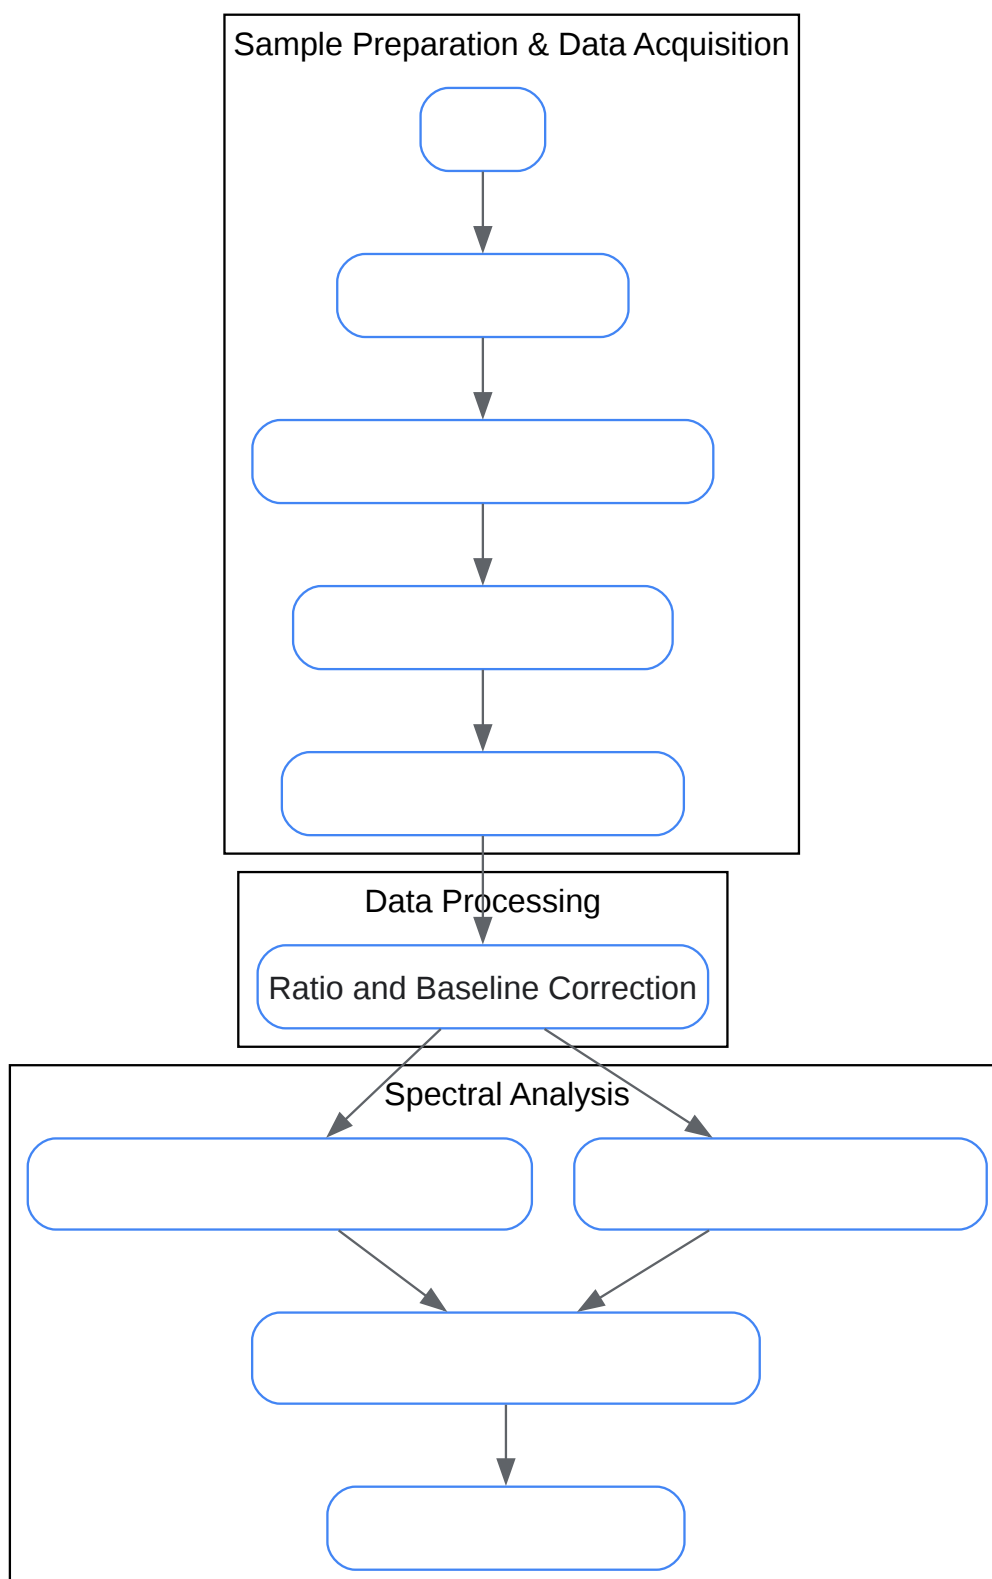 Sample Preparation & Data Acquisition
Data Processing
Ratio and Baseline Correction
Spectral Analysis